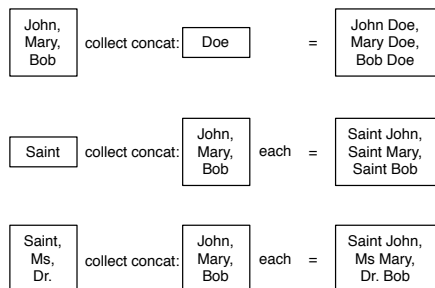 John,
Mary,
Bob
collect concat:
Doe
=
John Doe,
Mary Doe,
Bob Doe
Saint
collect concat:
John,
Mary,
Bob
each
=
Saint John,
Saint Mary,
Saint Bob
Saint,
Ms,
Dr.
collect concat:
John,
Mary,
Bob
each
=
Saint John,
Ms Mary,
Dr. Bob